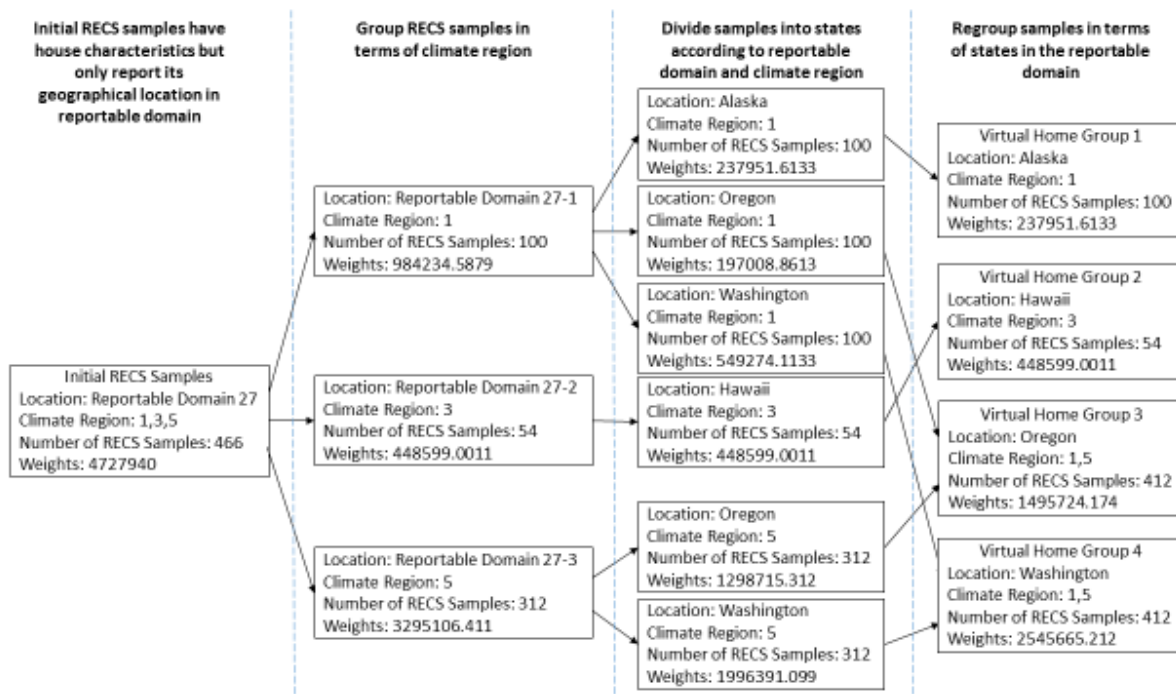 Initial RECS samples have
house characteristics but
only report its
geographical location in
reportable domain
Group RECS samples in
terms of climate region
Divide samples into states
according to reportable
domain and climate region
Regroup samples in terms
of states in the reportable
domain
Initial RECS Samples
Location: Reportable Domain 27
Climate Region: 1,3,5
Number of RECS Samples: 466
Weights: 4727940
Location: Reportable Domain 27-1
Climate Region: 1
Number of RECS Samples: 100
Weights: 984234.5879
Location: Reportable Domain 27-2
Climate Region: 3
Number of RECS Samples: 54
Weights: 448599.0011
Location: Reportable Domain 27-3
Climate Region: 5
Number of RECS Samples: 312
Weights: 3295106.411
Location: Alaska
Climate Region: 1
Number of RECS Samples: 100
Weights: 237951.6133
Location: Oregon
Climate Region: 1
Number of RECS Samples: 100
Weights: 197008.8613
Location: Washington
Climate Region: 1
Number of RECS Samples: 100
Weights: 549274.1133
Location: Hawaii
Climate Region: 3
Number of RECS Samples: 54
Weights: 448599.0011
Location: Oregon
Climate Region: 5
Number of RECS Samples: 312
Weights: 1298715.312
Location: Washington
Climate Region: 5
Number of RECS Samples: 312
Weights: 1996391.099
Virtual Home Group 1
Location: Alaska
Climate Region: 1
Number of RECS Samples: 100
Weights: 237951.6133
Virtual Home Group 2
Location: Hawaii
Climate Region: 3
Number of RECS Samples: 54
Weights: 448599.0011
Virtual Home Group 3
Location: Oregon
Climate Region: 1,5
Number of RECS Samples: 412
Weights: 1495724.174
Virtual Home Group 4
Location: Washington
Climate Region: 1,5
Number of RECS Samples: 412
Weights: 2545665.212